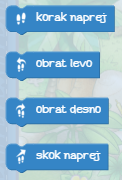 korak naprej
obrat levo
obrat desno
skok naprej